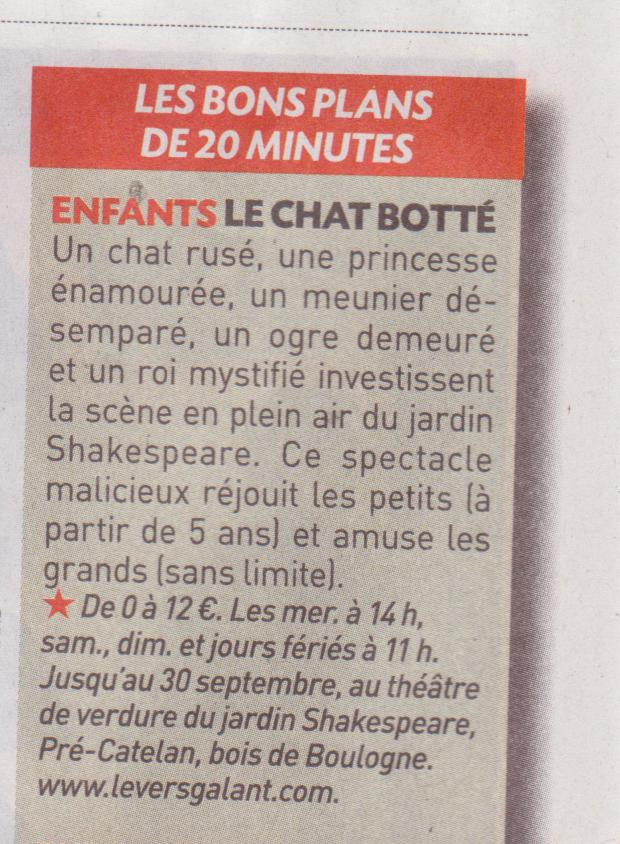 LES BONS PLANS
DE 20 MINUTES
ENFANTS LE CHAT BOTTÉ
Un chat rusé, une princesse
énamourée, un meunier dé-
semparé, un ogre demeuré
et un roi mystifié investissent
la scène en plein air du jardin
Shakespeare. Ce spectacle
malicieux réjouit les petits (à
partir de 5 ans) et amuse les
grands (sans limite).
★ De 0 à 12 €. Les mer. à 14 h,
sam., dim. et jours fériés à 11 h.
Jusqu'au 30 septembre, au théâtre
de verdure du jardin Shakespeare,
Pré-Catelan, bois de Boulogne.
www.leversgalant.com.